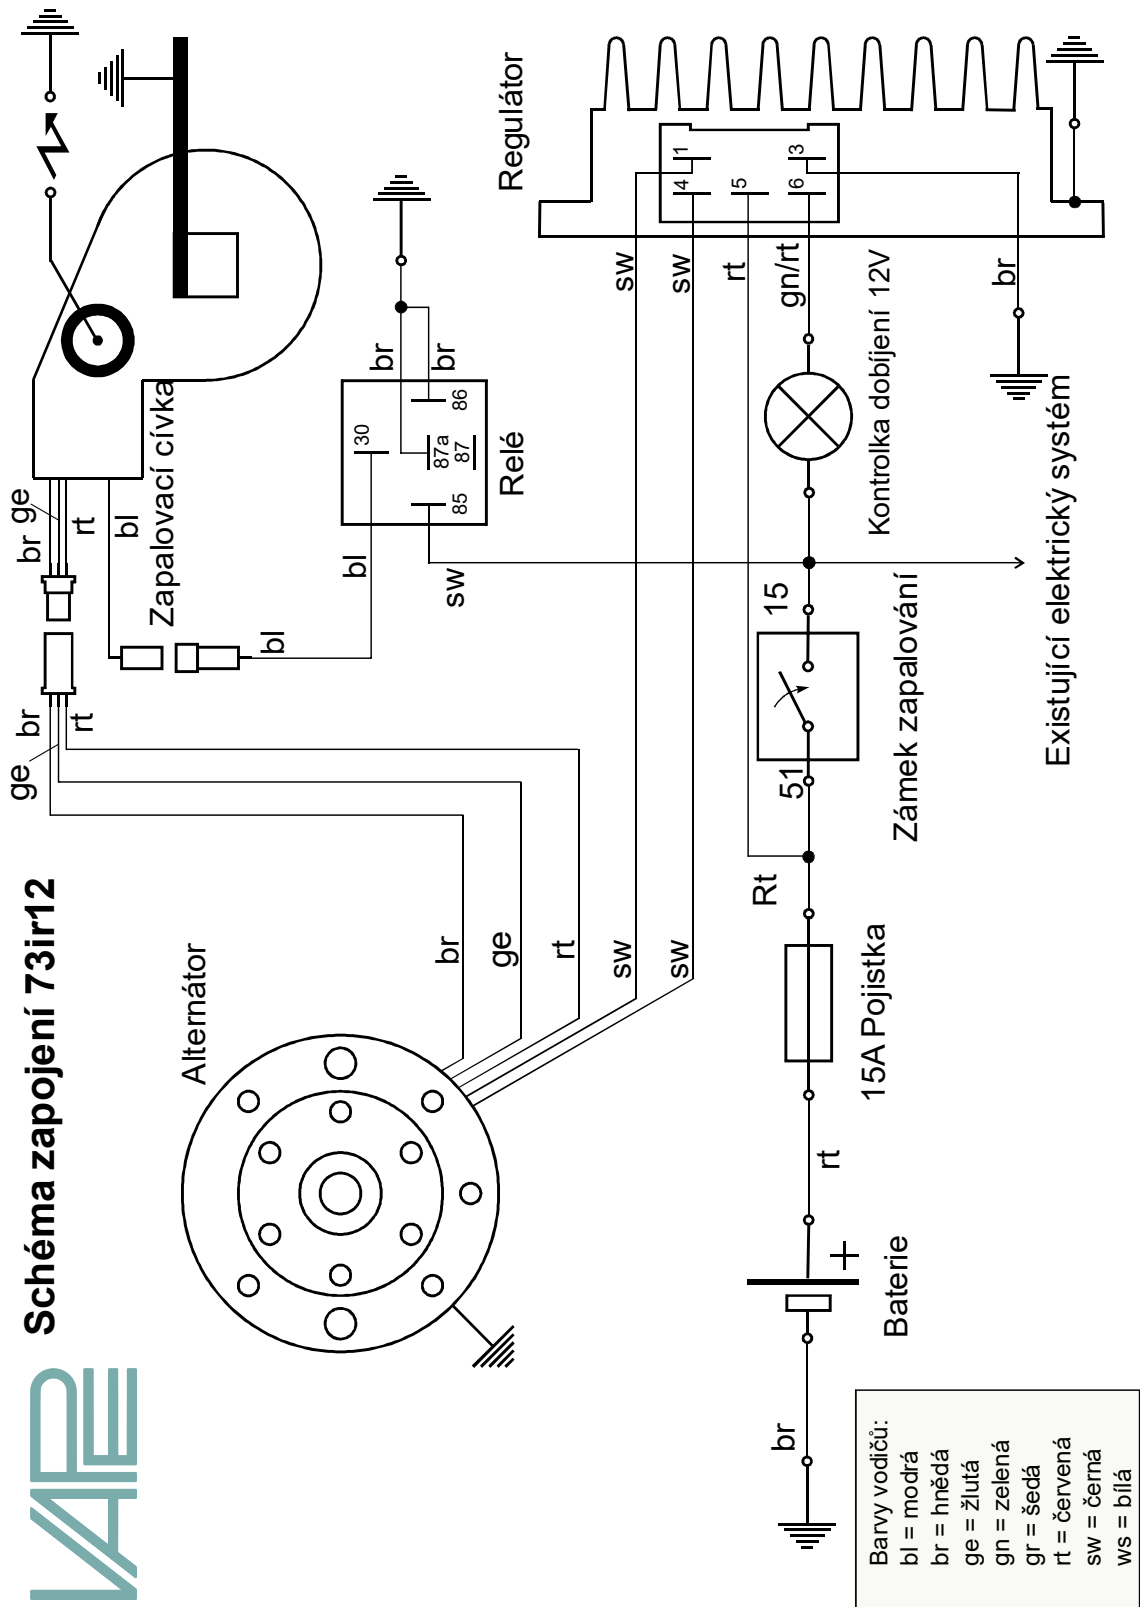 VAPE
Schéma zapojení 73ir12
Zapalovací cívka
br
ge
rt
bl
bl
br
ge
rt
bl
sw
br
br
30
87a
87
86
85
Relé
Regulátor
1
4
5
3
6
sw
sw
rt
gn/rt
br
Kontrolka dobíjení 12V
Existující elektrický systém
15
51
Zámek zapalování
Rt
15A Pojistka
rt
Baterie
br
Alternátor
br
ge
rt
sw
sw
Barvy vodičů:
bl = modrá
br = hnědá
ge = žlutá
gn = zelená
gr = šedá
rt = červená
sw = černá
ws = bílá